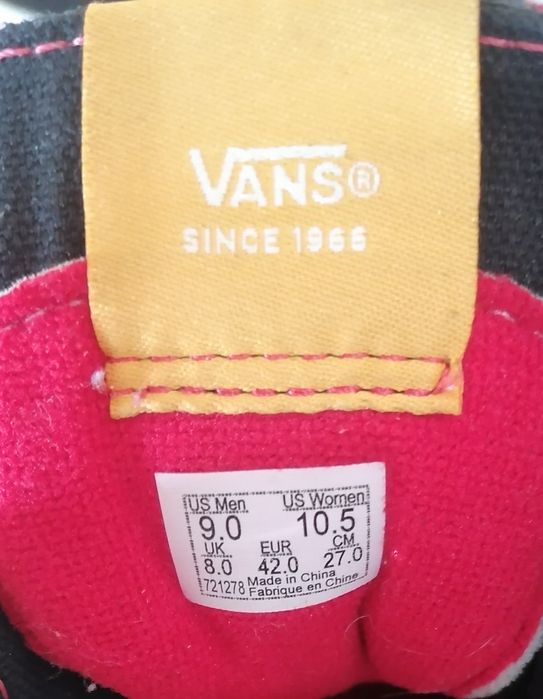 VANS®
SINCE 1966
US Men US Women
9.0 10.5
UK EUR CM
8.0 42.0 27.0
721278 Made in China
Fabrique en Chine